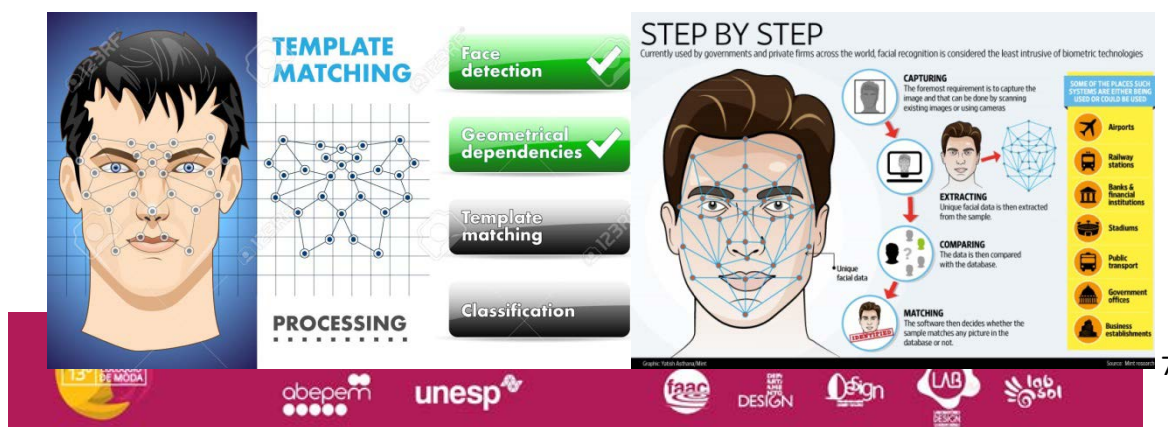 TEMPLATE
MATCHING
PROCESSING
Face
detection
Geometrical
dependencies
Template
matching
Classification
123RF
STEP BY STEP
Currently used by governments and private firms across the world, facial recognition is considered the least intrusive of biometric technologies
CAPTURING
The foremost requirement is to capture the
image and that can be done by scanning
existing images or using cameras
EXTRACTING
Unique facial data is then extracted
from the sample.
COMPARING
The data is then compared
with the database.
MATCHING
The software then decides whether the
sample matches any picture in the
database or not.
IDENTIFIED
Unique
facial data
SOME OF THE PLACES SUCH
SYSTEMS ARE EITHER BEING
USED OR COULD BE USED
Airports
Railway
stations
Banks &
financial
institutions
Stadiums
Public
transport
Government
offices
Business
establishments
Source: Mint research
7
DE MODA
abepem
unesp
faac
DESIGN
Design
LAB
lab
sol